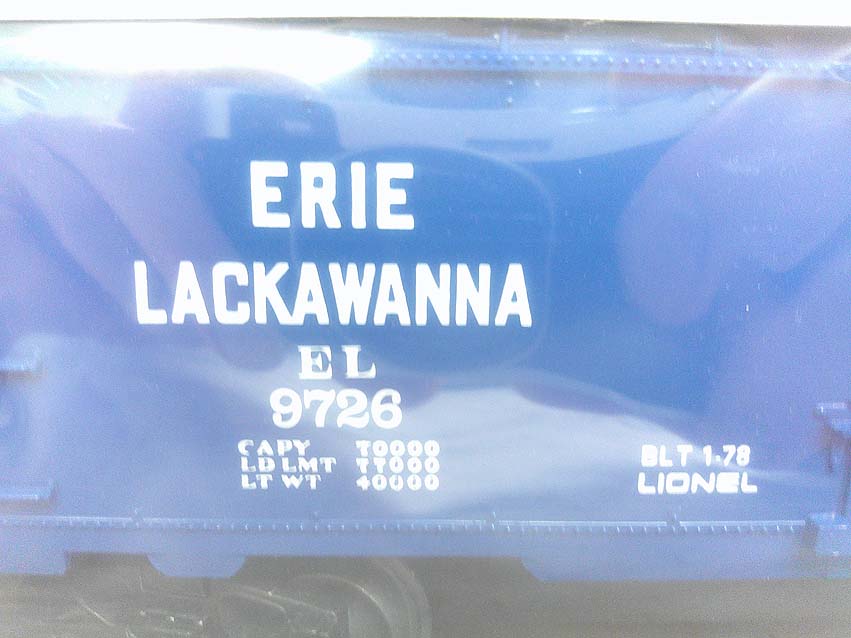 ERIE
LACKAWANNA
EL
9726
CAPY 70000
LD LMT 77000
LT WT 40000
BLT 1-78
LIONEL